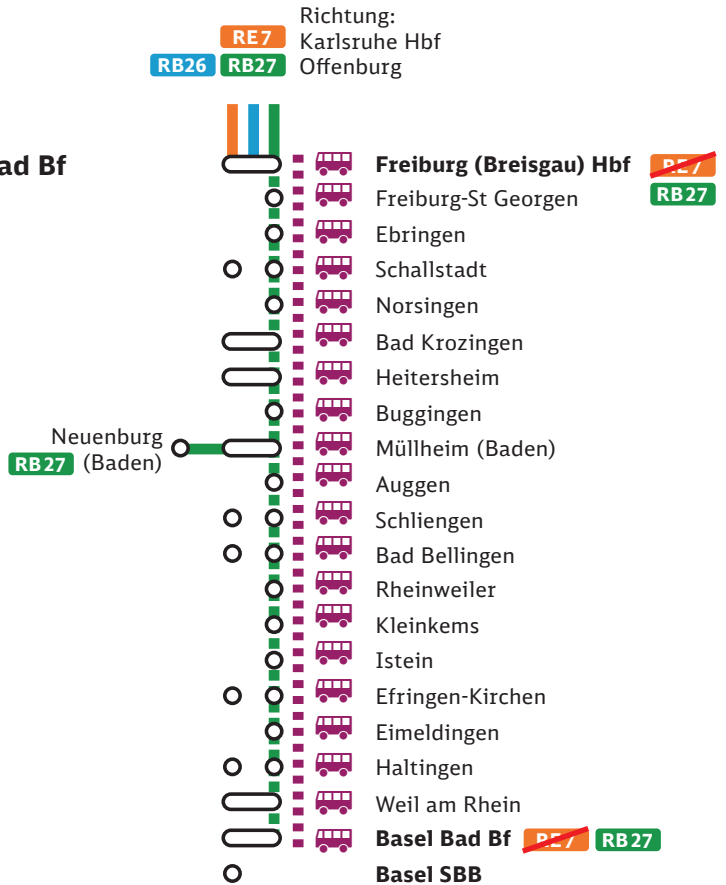 Richtung:
RE7 Karlsruhe Hbf
RB26 RB27 Offenburg
ad Bf
Freiburg (Breisgau) Hbf RE7
Freiburg-St Georgen RB27
Ebringen
Schallstadt
Norsingen
Bad Krozingen
Heitersheim
Buggingen
Neuenburg
RB27 (Baden)
Müllheim (Baden)
Auggen
Schliengen
Bad Bellingen
Rheinweiler
Kleinkems
Istein
Efringen-Kirchen
Eimeldingen
Haltingen
Weil am Rhein
Basel Bad Bf RE7 RB27
Basel SBB